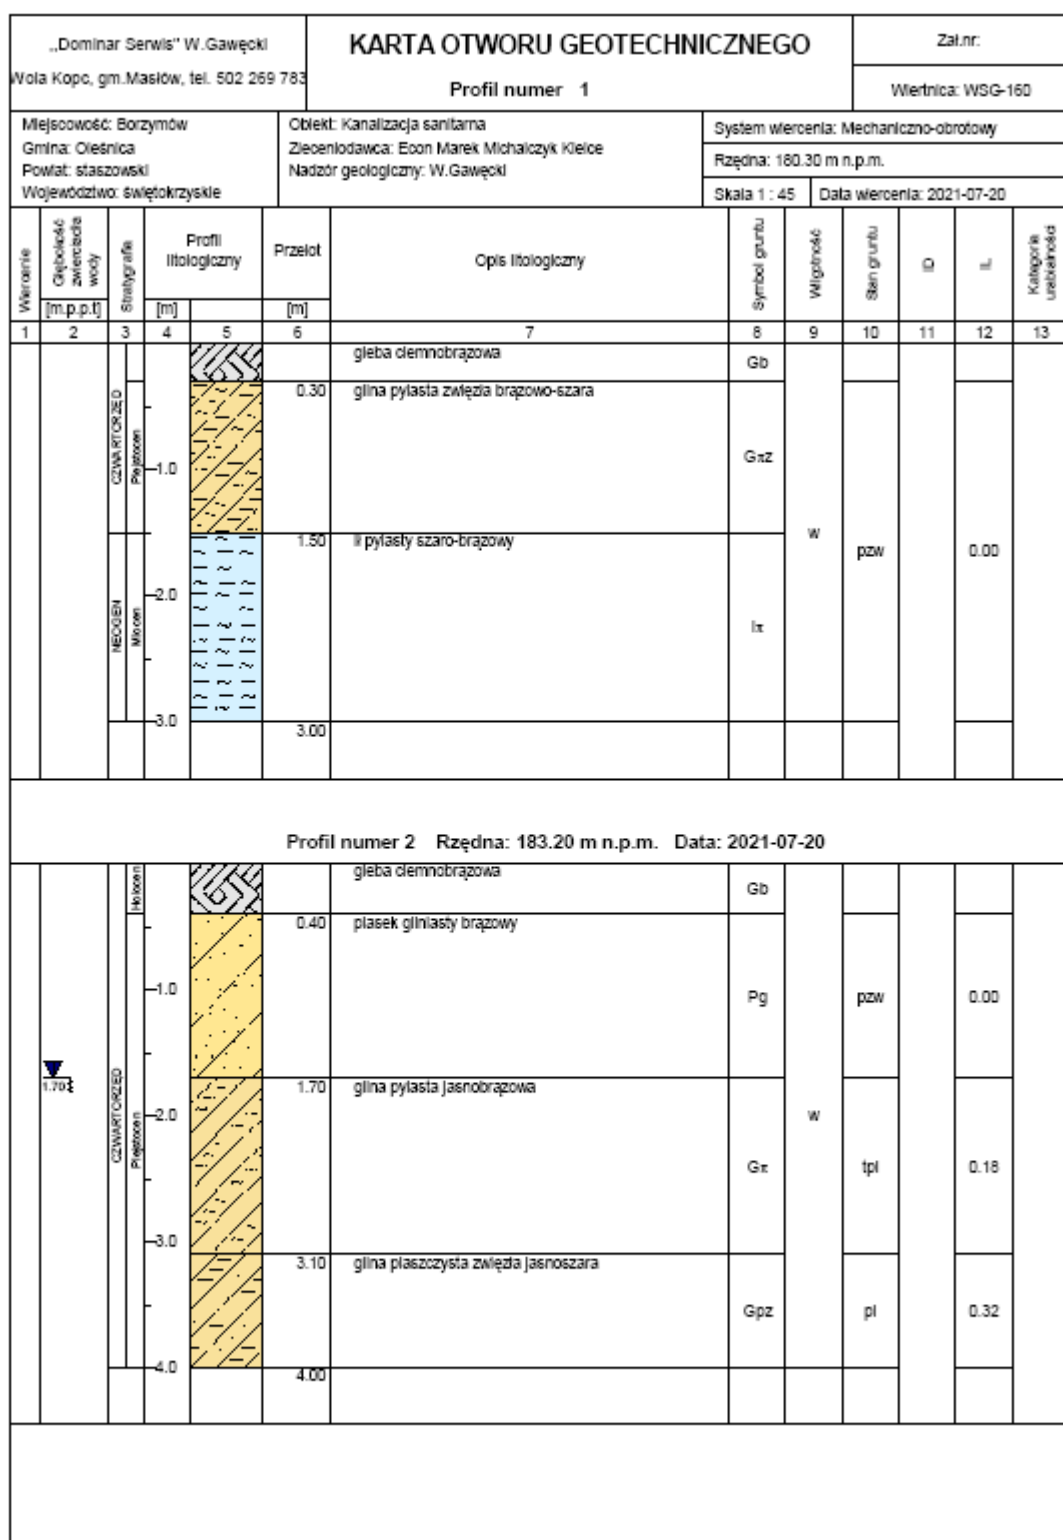 „Dominar Serwis" W.Gawęcki
Wola Kopc, gm.Masłów, tel. 502 269 783
KARTA OTWORU GEOTECHNICZNEGO
Profil numer 1
Zał.nr:
Wiertnica: WSG-160
Miejscowość: Borzymów
Gmina: Oleśnica
Powiat: staszowski
Województwo: świętokrzyskie
Obiekt: Kanalizacja sanitarna
Zleceniodawca: Econ Marek Michalczyk Kielce
Nadzór geologiczny: W.Gawęcki
System wiercenia: Mechaniczno-obrotowy
Rzędna: 180.30 m n.p.m.
Skala 1 : 45 Data wiercenia: 2021-07-20
Wiercenie
Głębokość zwierciadła wody
[m.p.p.t]
Stratygrafia
Profil litologiczny
[m]
Przelot
[m]
Opis litologiczny
Symbol gruntu
Wilgotność
Stan gruntu
ID
IL
Kategoria urabialności
1 2 3 4 5 6 7 8 9 10 11 12 13
gleba ciemnobrązowa Gb
0.30 glina pylasta zwięzła brązowo-szara
CZWARTORZĘD
Plejstocen
1.0
Gπz
1.50 ił pylasty szaro-brązowy
w
pzw 0.00
2.0
NEOGEN
Miocen
Iπ
3.0
3.00
Profil numer 2 Rzędna: 183.20 m n.p.m. Data: 2021-07-20
Holocen
gleba ciemnobrązowa
Gb
0.40 piasek gliniasty brązowy
1.0 Pg pzw 0.00
1.70
1.70 glina pylasta jasnobrązowa
CZWARTORZĘD
Plejstocen
2.0 w
Gπ tpl 0.18
3.0
3.10 glina piaszczysta zwięzła jasnoszara
Gpz pl 0.32
4.0
4.00